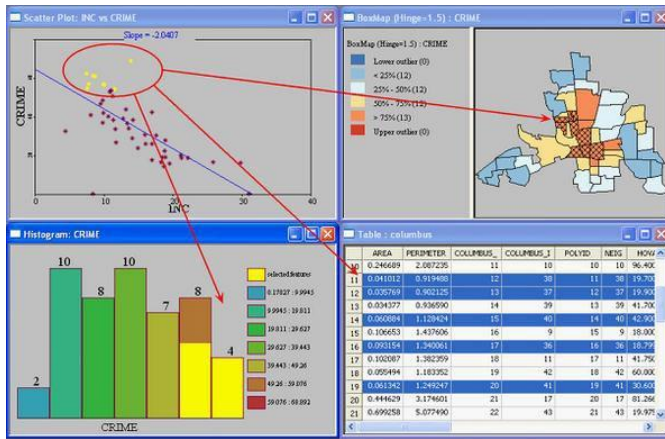 Scatter Plot: INC vs CRIME
Slope = -2.0407
CRIME
0
10
20
30
40
INC
BoxMap (Hinge=1.5) : CRIME
BoxMap (Hinge=1.5) : CRIME
Lower outlier (0)
< 25% (12)
25% - 50% (12)
50% - 75% (12)
> 75% (13)
Upper outlier (0)
Histogram: CRIME
2
10
8
10
7
8
4
CRIME
selected features
0.17827 : 9.9945
9.9945 : 19.811
19.811 : 29.627
29.627 : 39.443
39.443 : 49.26
49.26 : 59.076
59.076 : 68.892
Table : columbus
AREA PERIMETER COLUMBUS_ COLUMBUS_I POLYID NEIG HOVA
10 0.246689 2.087235 11 10 10 10 96.400
11 0.041012 0.919488 12 38 11 38 19.700
12 0.035769 0.902125 13 37 12 37 19.900
13 0.034377 0.936590 14 39 13 39 41.700
14 0.060884 1.128424 15 40 14 40 42.900
15 0.106653 1.437606 16 9 15 9 18.000
16 0.093154 1.340061 17 36 16 36 18.799
17 0.102087 1.382359 18 11 17 11 41.750
18 0.055494 1.183352 19 42 18 42 60.000
19 0.061342 1.249247 20 41 19 41 30.600
20 0.444629 3.174601 21 17 20 17 81.266
21 0.699258 5.077490 22 43 21 43 19.975